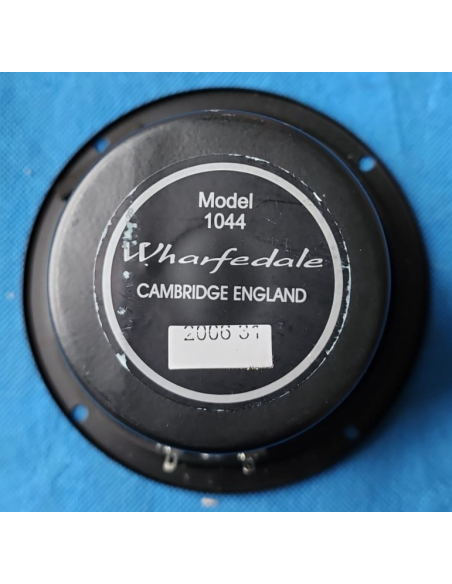 Model
1044
Wharfedale
CAMBRIDGE ENGLAND
2006 31